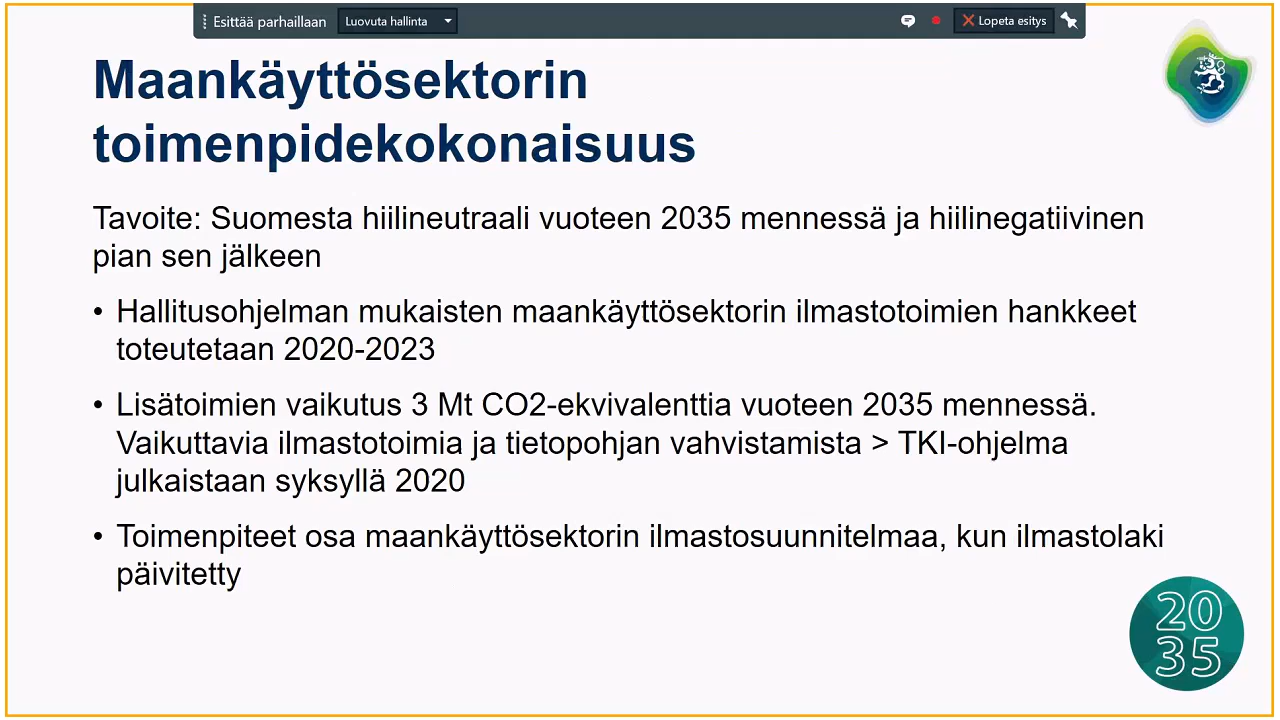 Esittää parhaillaan Luovuta hallinta Lopeta esitys
Maankäyttösektorin
toimenpidekokonaisuus
Tavoite: Suomesta hiilineutraali vuoteen 2035 mennessä ja hiilinegatiivinen
pian sen jälkeen
• Hallitusohjelman mukaisten maankäyttösektorin ilmastotoimien hankkeet
toteutetaan 2020-2023
• Lisätoimien vaikutus 3 Mt CO2-ekvivalenttia vuoteen 2035 mennessä.
Vaikuttavia ilmastotoimia ja tietopohjan vahvistamista > TKI-ohjelma
julkaistaan syksyllä 2020
• Toimenpiteet osa maankäyttösektorin ilmastosuunnitelmaa, kun ilmastolaki
päivitetty
20
35